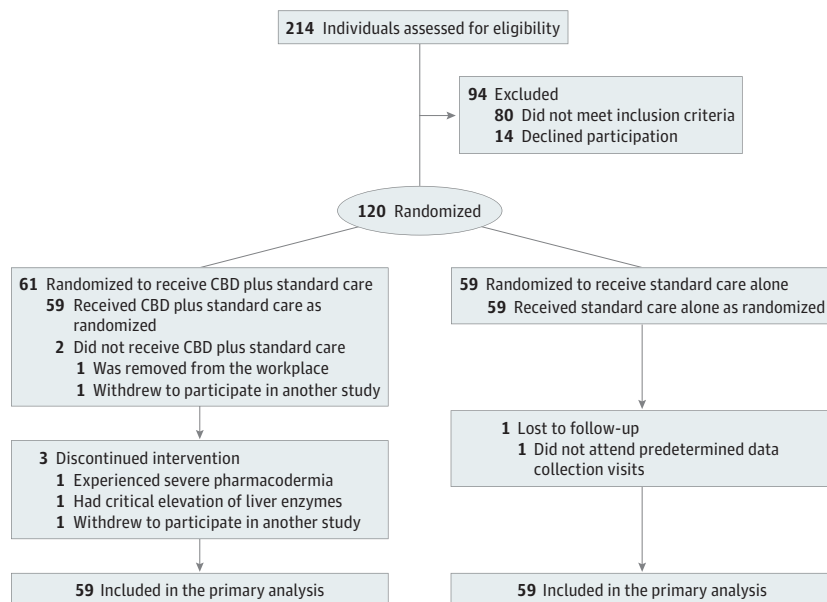 214 Individuals assessed for eligibility
94 Excluded
80 Did not meet inclusion criteria
14 Declined participation
120 Randomized
61 Randomized to receive CBD plus standard care
59 Received CBD plus standard care as
randomized
2 Did not receive CBD plus standard care
1 Was removed from the workplace
1 Withdrew to participate in another study
59 Randomized to receive standard care alone
59 Received standard care alone as randomized
3 Discontinued intervention
1 Experienced severe pharmacodermia
1 Had critical elevation of liver enzymes
1 Withdrew to participate in another study
1 Lost to follow-up
1 Did not attend predetermined data
collection visits
59 Included in the primary analysis
59 Included in the primary analysis